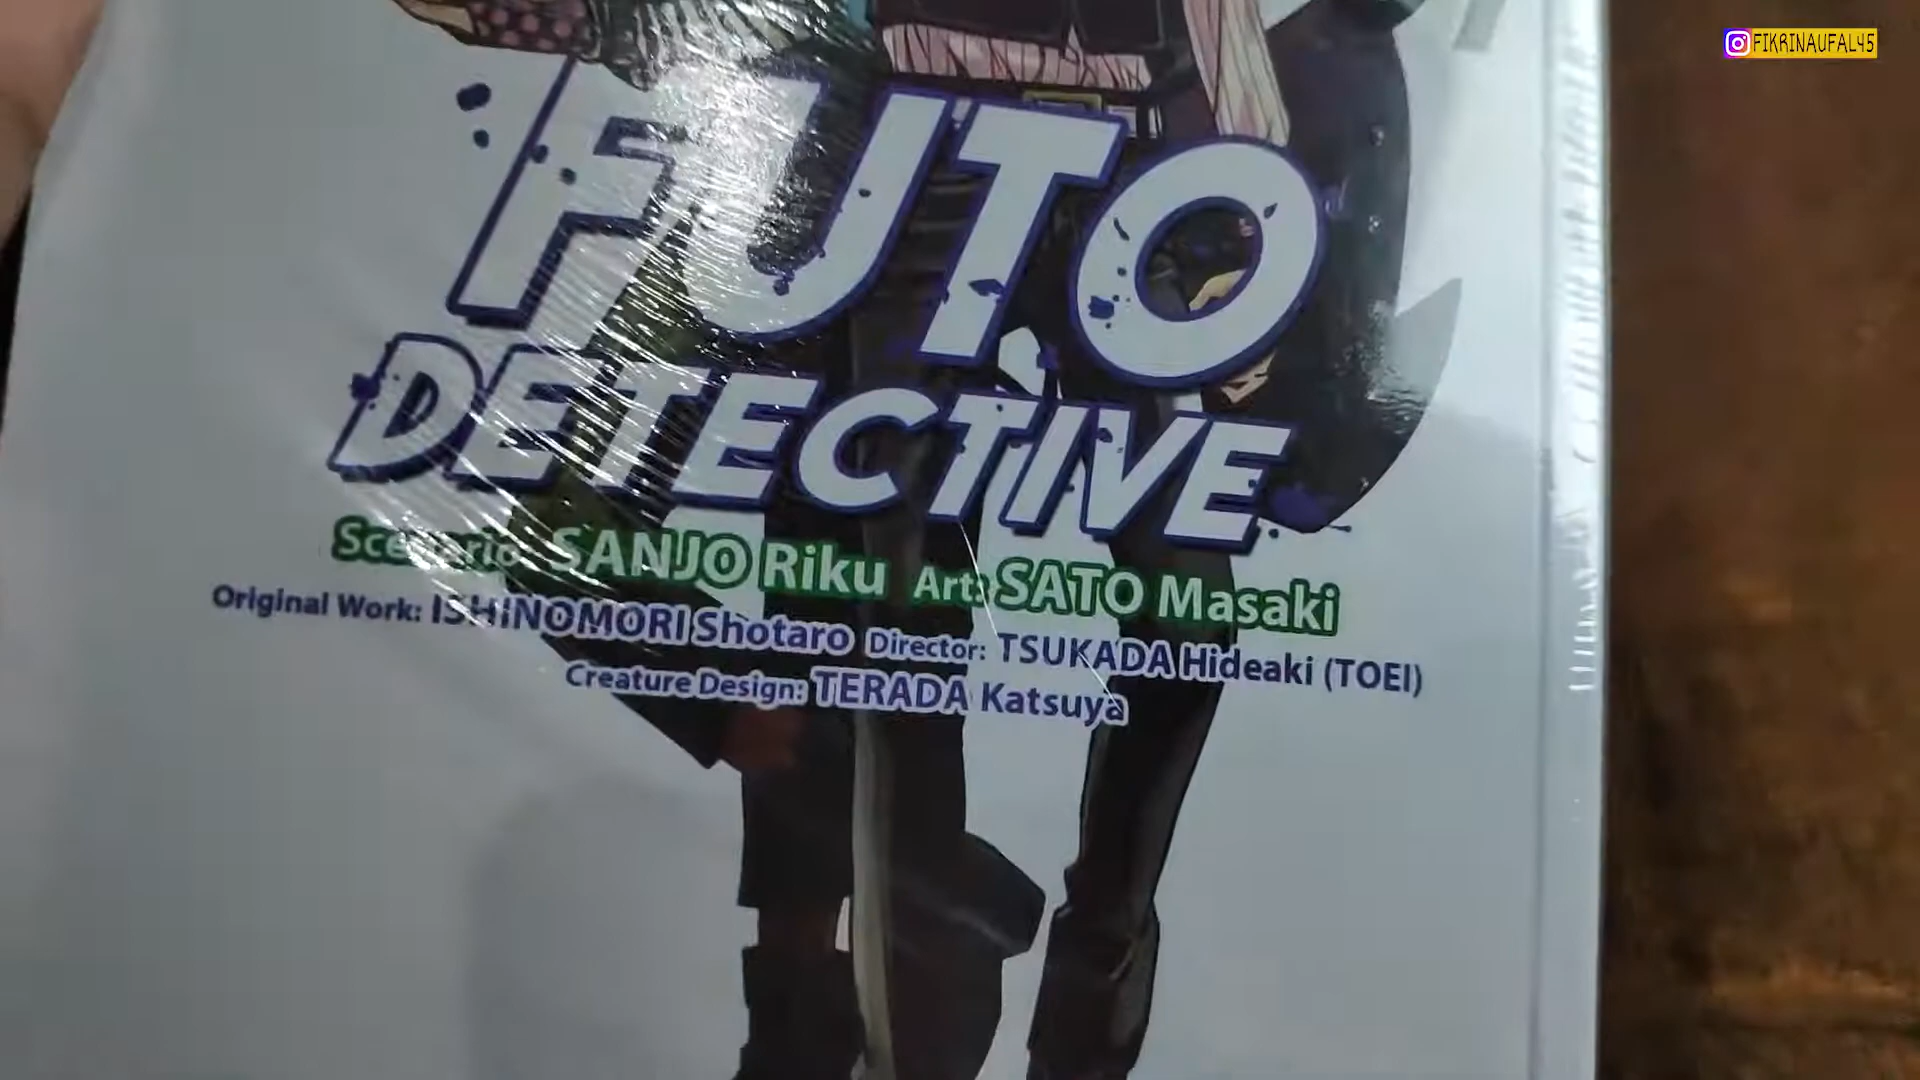 FIKRINAUFAL45
FUTO
DETECTIVE
Scenario: SANJO Riku Art: SATO Masaki
Original Work: ISHINOMORI Shotaro Director: TSUKADA Hideaki (TOEI)
Creature Design: TERADA Katsuya